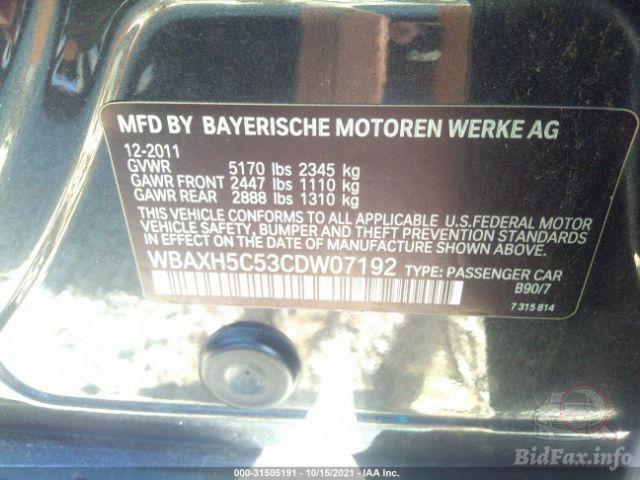 MFD BY BAYERISCHE MOTOREN WERKE AG
12-2011
GVWR 5170 lbs 2345 kg
GAWR FRONT 2447 lbs 1110 kg
GAWR REAR 2888 lbs 1310 kg
THIS VEHICLE CONFORMS TO ALL APPLICABLE U.S.FEDERAL MOTOR
VEHICLE SAFETY, BUMPER AND THEFT PREVENTION STANDARDS
IN EFFECT ON THE DATE OF MANUFACTURE SHOWN ABOVE.
WBAXH5C53CDW07192 TYPE: PASSENGER CAR
B90/7
7 315 814
BidFax.info
000-31505191 - 10/15/2021 - IAA Inc.